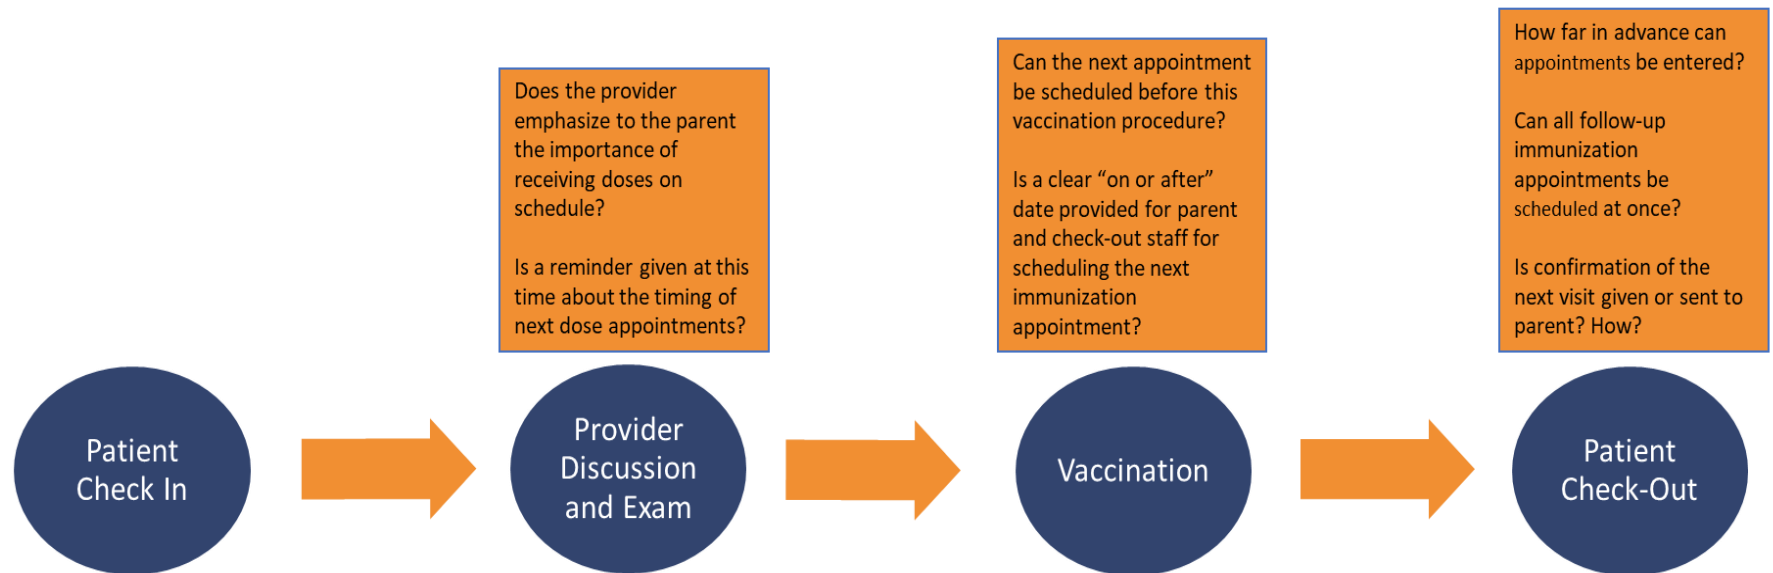 Does the provider
emphasize to the parent
the importance of
receiving doses on
schedule?
Is a reminder given at this
time about the timing of
next dose appointments?
Can the next appointment
be scheduled before this
vaccination procedure?
Is a clear “on or after”
date provided for parent
and check-out staff for
scheduling the next
immunization
appointment?
How far in advance can
appointments be entered?
Can all follow-up
immunization
appointments be
scheduled at once?
Is confirmation of the
next visit given or sent to
parent? How?
Patient
Check In
Provider
Discussion
and Exam
Vaccination
Patient
Check-Out